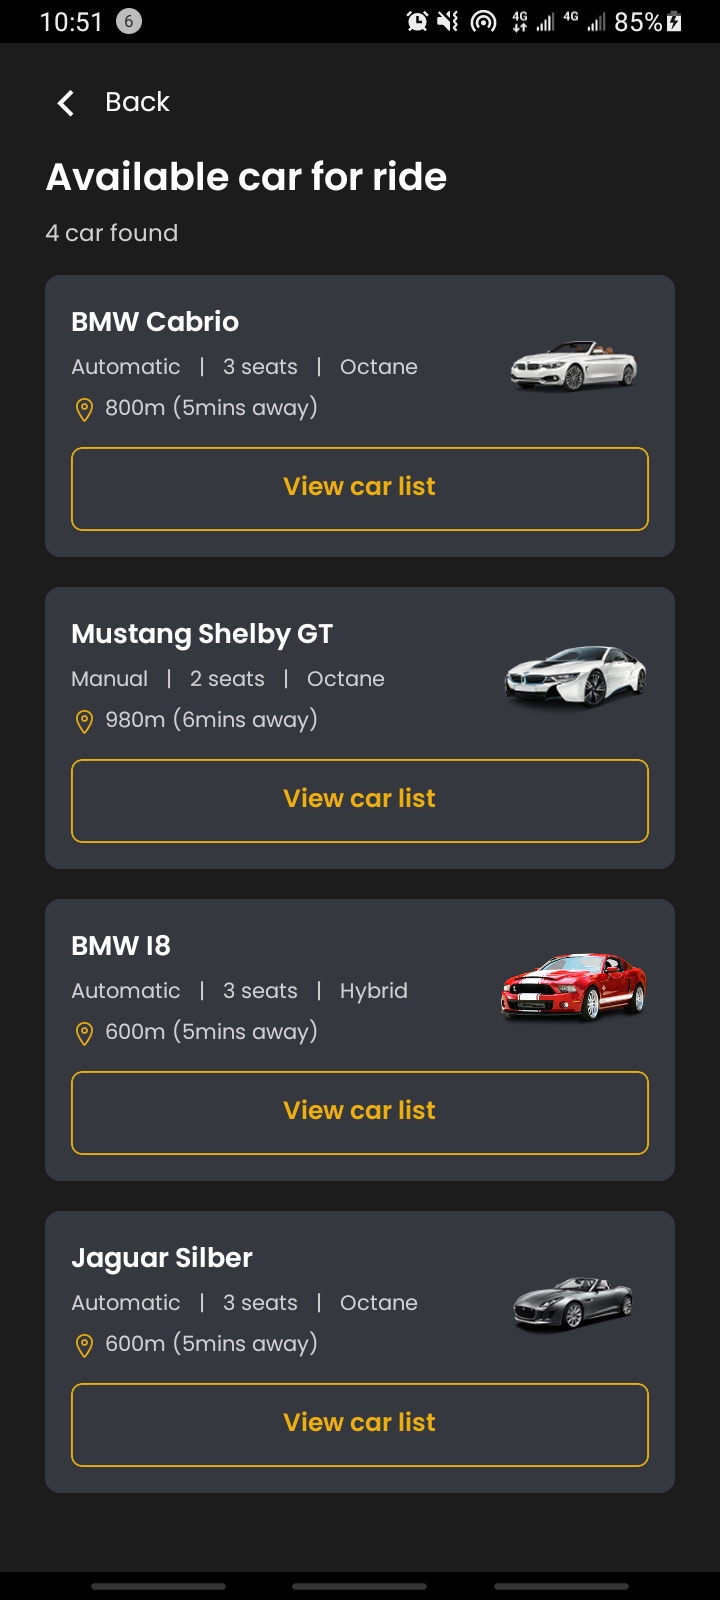 10:51 6 4G 4G 85%
Back
Available car for ride
4 car found
BMW Cabrio
Automatic | 3 seats | Octane
800m (5mins away)
View car list
Mustang Shelby GT
Manual | 2 seats | Octane
980m (6mins away)
View car list
BMW I8
Automatic | 3 seats | Hybrid
600m (5mins away)
View car list
Jaguar Silber
Automatic | 3 seats | Octane
600m (5mins away)
View car list